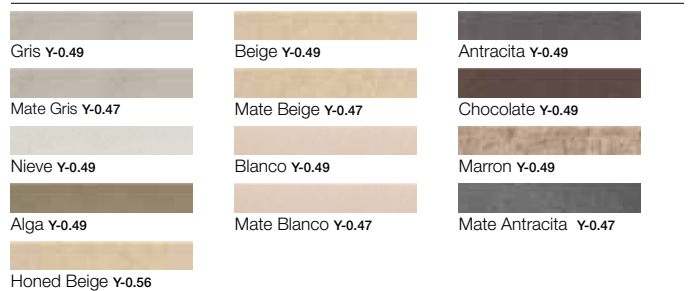 Gris Y-0.49
Beige Y-0.49
Antracita Y-0.49
Mate Gris Y-0.47
Mate Beige Y-0.47
Chocolate Y-0.49
Nieve Y-0.49
Blanco Y-0.49
Marron Y-0.49
Alga Y-0.49
Mate Blanco Y-0.47
Mate Antracita Y-0.47
Honed Beige Y-0.56